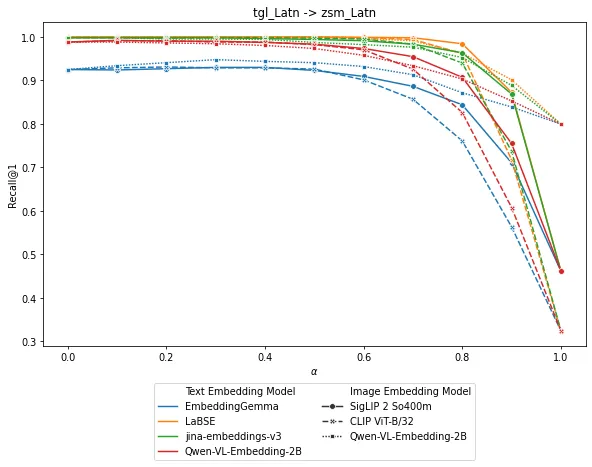 tgl_Latn -> zsm_Latn
Recall@1
1.0
0.9
0.8
0.7
0.6
0.5
0.4
0.3
0.0
0.2
0.4
0.6
0.8
1.0
α
Text Embedding Model
EmbeddingGemma
LaBSE
jina-embeddings-v3
Qwen-VL-Embedding-2B
Image Embedding Model
SigLIP 2 So400m
CLIP ViT-B/32
Qwen-VL-Embedding-2B